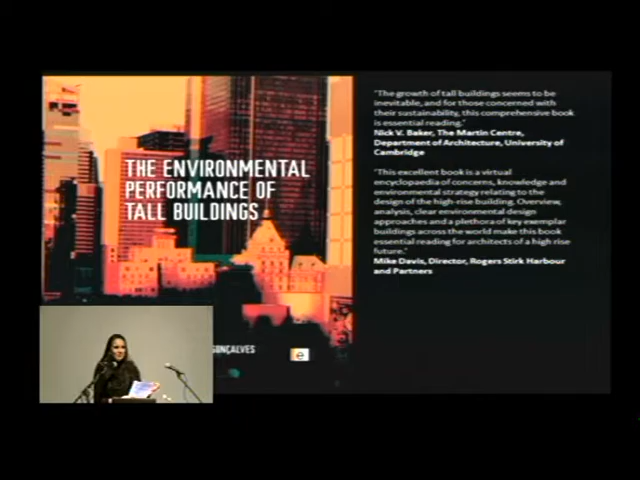 THE ENVIRONMENTAL
PERFORMANCE OF
TALL BUILDINGS
GONÇALVES
e
'The growth of tall buildings seems to be
inevitable, and for those concerned with
their sustainability, this comprehensive book
is essential reading.'
Nick V. Baker, The Martin Centre,
Department of Architecture, University of
Cambridge
'This excellent book is a virtual
encyclopaedia of concerns, knowledge and
environmental strategy relating to the
design of the high-rise building. Overview,
analysis, clear environmental design
approaches and a plethora of key exemplar
buildings across the world make this book
essential reading for architects of a high rise
future.'
Mike Davis, Director, Rogers Stirk Harbour
and Partners